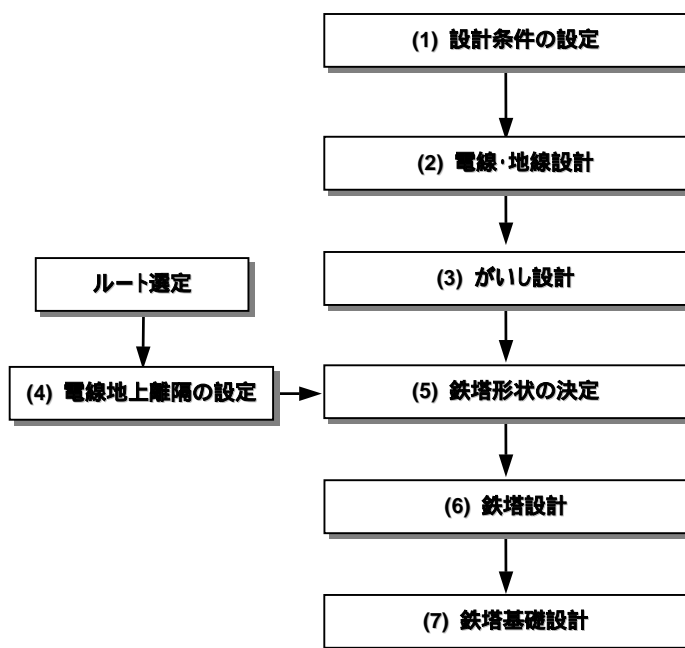 (1) 設計条件の設定
(2) 電線・地線設計
(3) がいし設計
ルート選定
(4) 電線地上離隔の設定
(5) 鉄塔形状の決定
(6) 鉄塔設計
(7) 鉄塔基礎設計